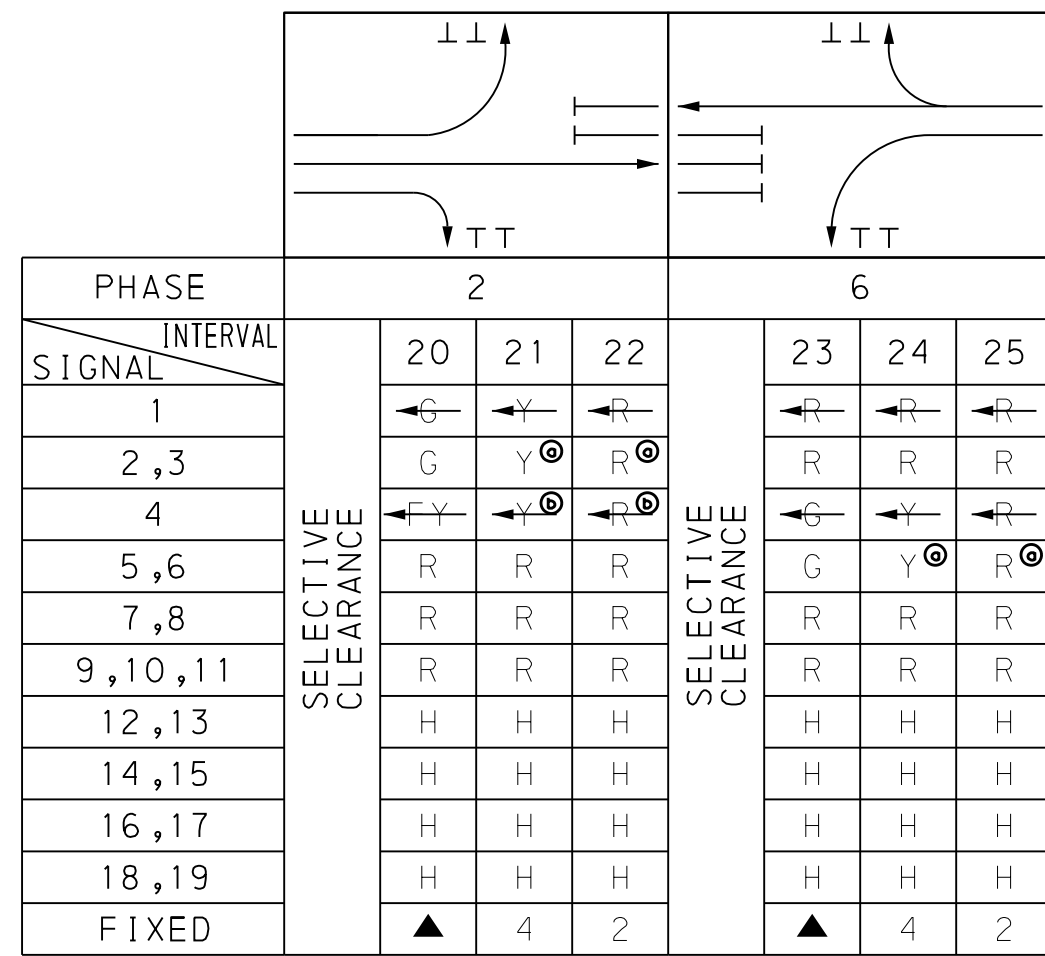 PHASE 2 6
INTERVAL
SIGNAL
SELECTIVE
CLEARANCE
20 21 22
SELECTIVE
CLEARANCE
23 24 25
1 G Y R R R R
2,3 G Y ⓐ R ⓐ R R R
4 FY Y ⓑ R ⓑ G Y R
5,6 R R R G Y ⓐ R ⓐ
7,8 R R R R R R
9,10,11 R R R R R R
12,13 H H H H H H
14,15 H H H H H H
16,17 H H H H H H
18,19 H H H H H H
FIXED ▲ 4 2 ▲ 4 2